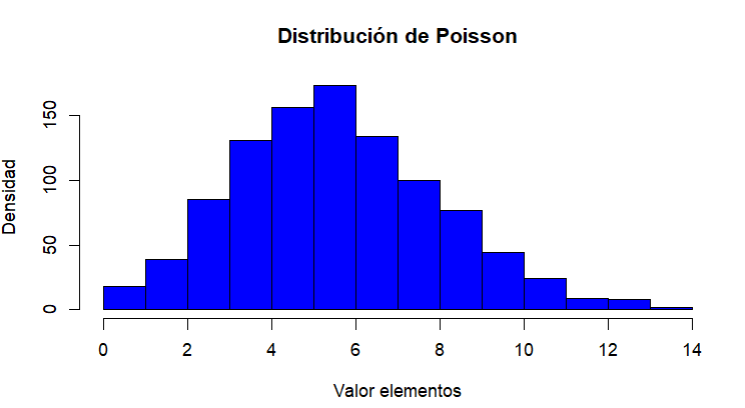 Distribución de Poisson
Densidad
150
100
50
0
0 2 4 6 8 10 12 14
Valor elementos